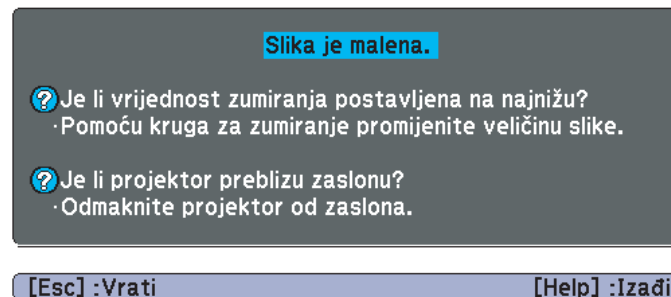 Slika je malena.
Je li vrijednost zumiranja postavljena na najnižu?
·Pomoću kruga za zumiranje promijenite veličinu slike.
Je li projektor preblizu zaslonu?
·Odmaknite projektor od zaslona.
[Esc] :Vrati [Help] :Izađi